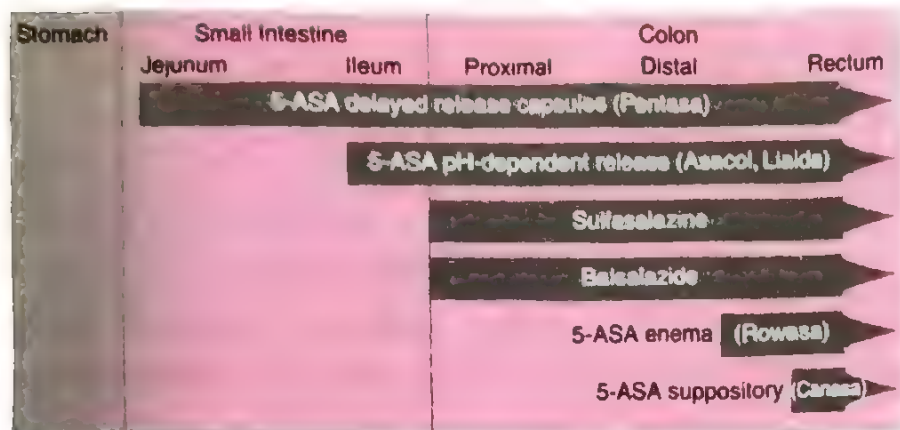 Stomach
Small Intestine
Colon
Jejunum Ileum Proximal Distal Rectum
5-ASA delayed release capsules (Pentasa)
5-ASA pH-dependent release (Asacol, Lialda)
Sulfasalazine
Balsalazide
5-ASA enema (Rowasa)
5-ASA suppository (Canasa)